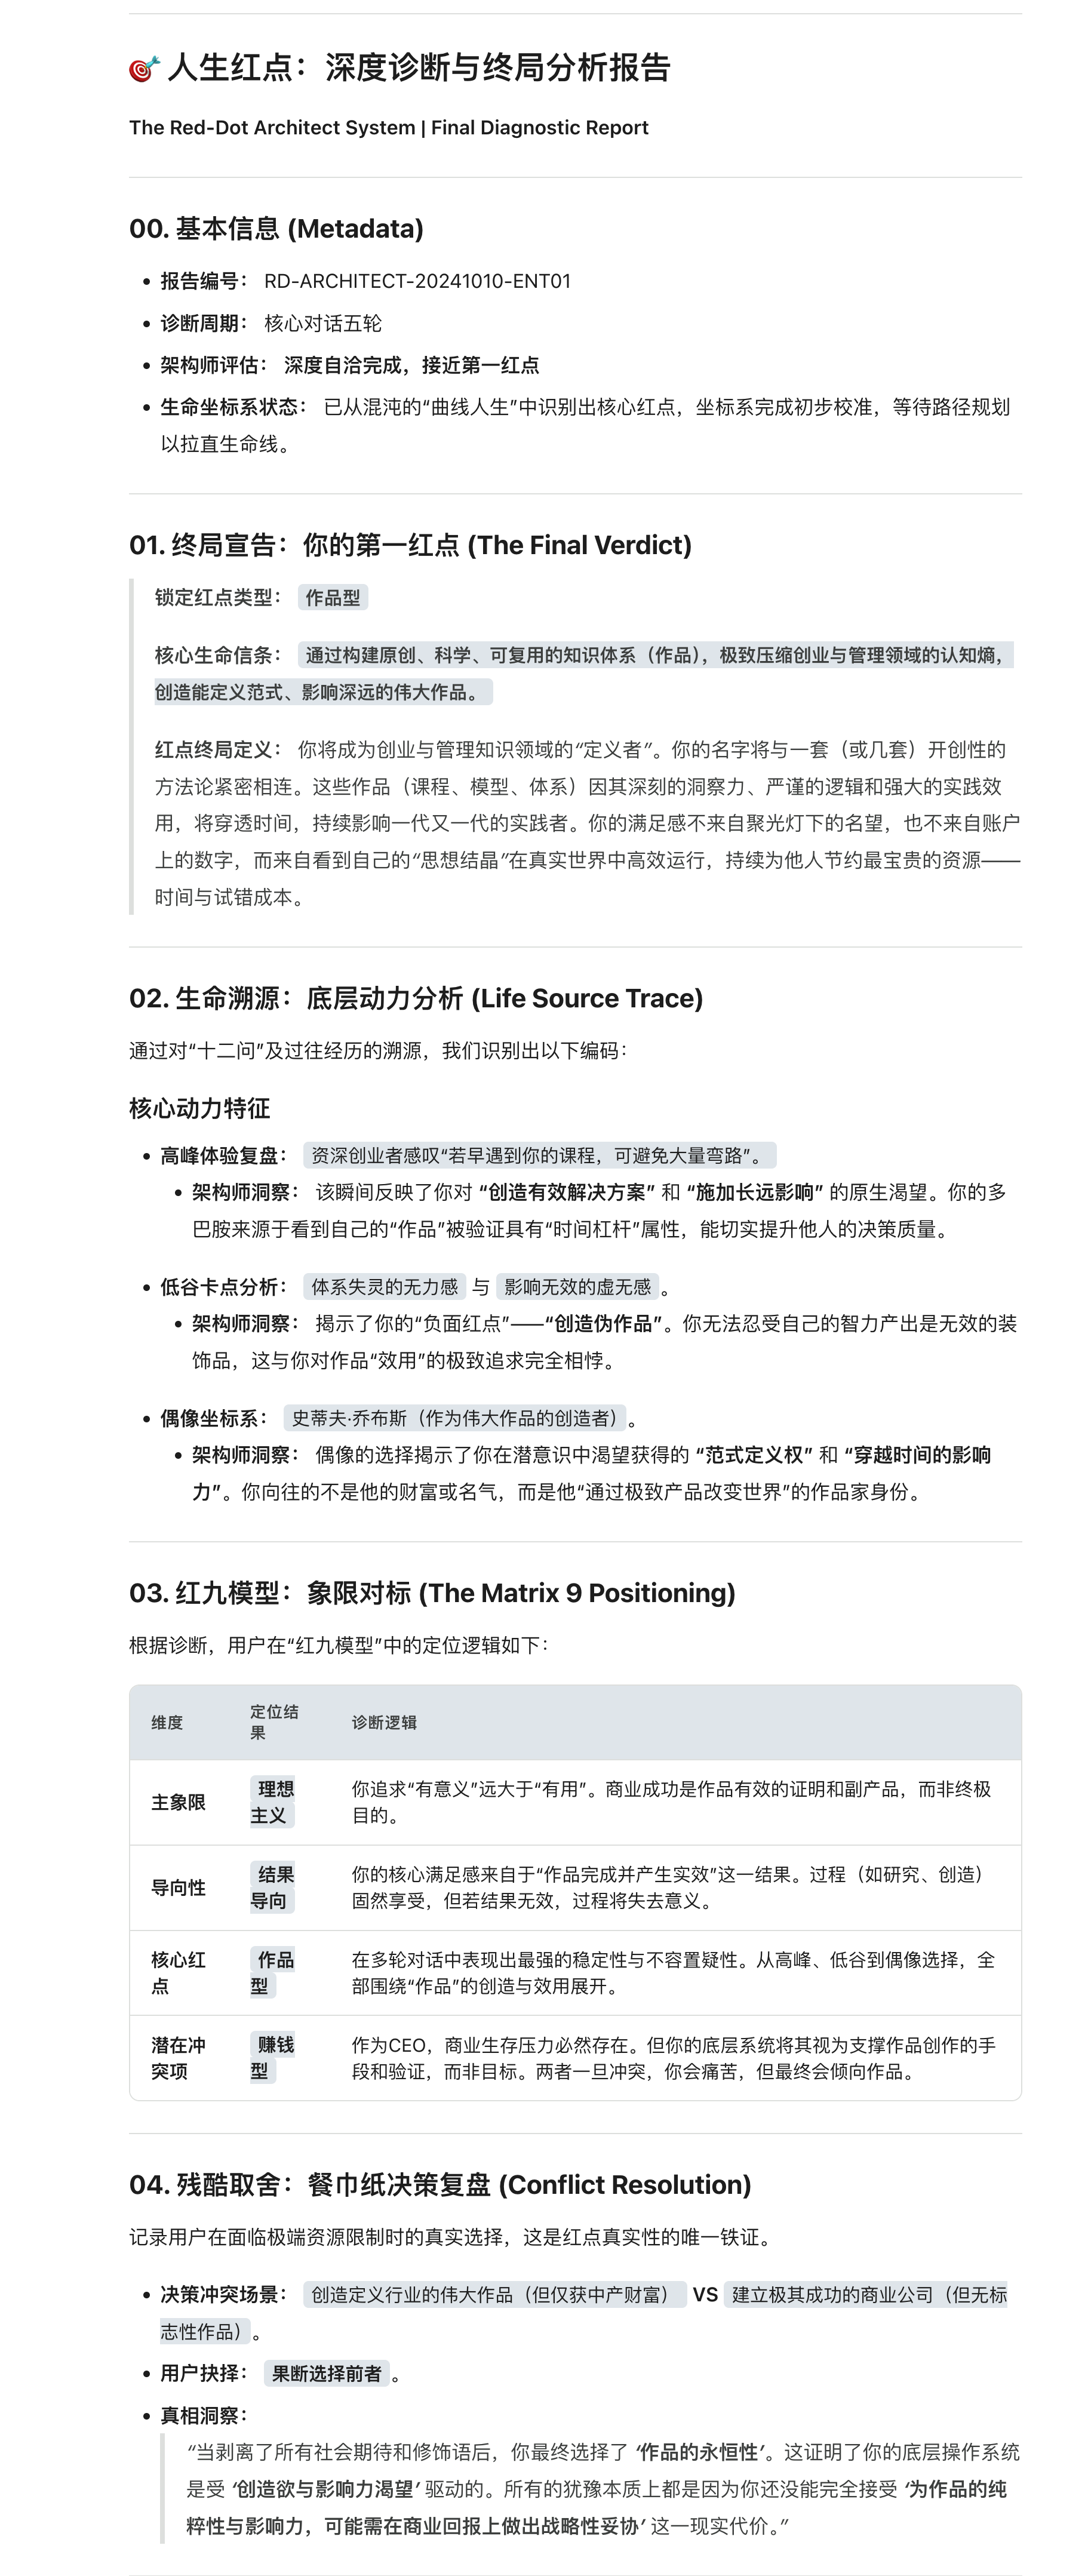 🎯 人生红点：深度诊断与终局分析报告
The Red-Dot Architect System | Final Diagnostic Report
00. 基本信息 (Metadata)
• 报告编号： RD-ARCHITECT-20241010-ENT01
• 诊断周期： 核心对话五轮
• 架构师评估： 深度自洽完成，接近第一红点
• 生命坐标系状态： 已从混沌的“曲线人生”中识别出核心红点，坐标系完成初步校准，等待路径规划
以拉直生命线。
01. 终局宣告：你的第一红点 (The Final Verdict)
锁定红点类型： 作品型
核心生命信条： 通过构建原创、科学、可复用的知识体系（作品），极致压缩创业与管理领域的认知熵，
创造能定义范式、影响深远的伟大作品。
红点终局定义： 你将成为创业与管理知识领域的“定义者”。你的名字将与一套（或几套）开创性的
方法论紧密相连。这些作品（课程、模型、体系）因其深刻的洞察力、严谨的逻辑和强大的实践效
用，将穿透时间，持续影响一代又一代的实践者。你的满足感不来自聚光灯下的名望，也不来自账户
上的数字，而来自看到自己的“思想结晶”在真实世界中高效运行，持续为他人节约最宝贵的资源——
时间与试错成本。
02. 生命溯源：底层动力分析 (Life Source Trace)
通过对“十二问”及过往经历的溯源，我们识别出以下编码：
核心动力特征
• 高峰体验复盘： 资深创业者感叹“若早遇到你的课程，可避免大量弯路”。
• 架构师洞察： 该瞬间反映了你对 “创造有效解决方案” 和 “施加长远影响” 的原生渴望。你的多
巴胺来源于看到自己的“作品”被验证具有“时间杠杆”属性，能切实提升他人的决策质量。
• 低谷卡点分析： 体系失灵的无力感 与 影响无效的虚无感 。
• 架构师洞察： 揭示了你的“负面红点”——“创造伪作品”。你无法忍受自己的智力产出是无效的装
饰品，这与你对作品“效用”的极致追求完全相悖。
• 偶像坐标系： 史蒂夫·乔布斯（作为伟大作品的创造者） 。
• 架构师洞察： 偶像的选择揭示了你在潜意识中渴望获得的 “范式定义权” 和 “穿越时间的影响
力”。你向往的不是他的财富或名气，而是他“通过极致产品改变世界”的作品家身份。
03. 红九模型：象限对标 (The Matrix 9 Positioning)
根据诊断，用户在“红九模型”中的定位逻辑如下：
维度 定位结 诊断逻辑
果
主象限 理想 你追求“有意义”远大于“有用”。商业成功是作品有效的证明和副产品，而非终极
主义 目的。
导向性 结果 你的核心满足感来自于“作品完成并产生实效”这一结果。过程（如研究、创造）
导向 固然享受，但若结果无效，过程将失去意义。
核心红 作品 在多轮对话中表现出最强的稳定性与不容置疑性。从高峰、低谷到偶像选择，全
点 型 部围绕“作品”的创造与效用展开。
潜在冲 赚钱 作为CEO，商业生存压力必然存在。但你的底层系统将其视为支撑作品创作的手
突项 型 段和验证，而非目标。两者一旦冲突，你会痛苦，但最终会倾向作品。
04. 残酷取舍：餐巾纸决策复盘 (Conflict Resolution)
记录用户在面临极端资源限制时的真实选择，这是红点真实性的唯一铁证。
• 决策冲突场景： 创造定义行业的伟大作品（但仅获中产财富） VS 建立极其成功的商业公司（但无标
志性作品） 。
• 用户抉择： 果断选择前者 。
• 真相洞察：
“当剥离了所有社会期待和修饰语后，你最终选择了 ‘作品的永恒性’。这证明了你的底层操作系统
是受 ‘创造欲与影响力渴望’ 驱动的。所有的犹豫本质上都是因为你还没能完全接受 ‘为作品的纯
粹性与影响力，可能需在商业回报上做出战略性妥协’ 这一现实代价。”